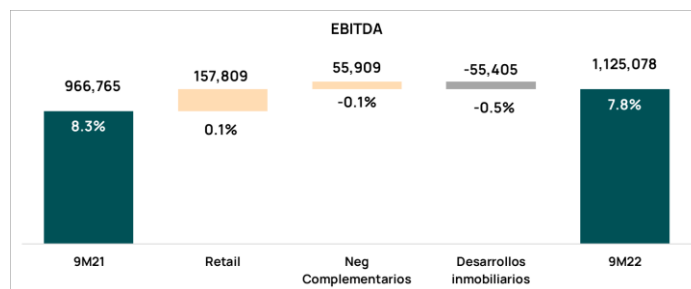 EBITDA
966,765
157,809
55,909
-55,405
1,125,078
8.3%
0.1%
-0.1%
-0.5%
7.8%
9M21
Retail
Neg
Complementarios
Desarrollos
inmobiliarios
9M22